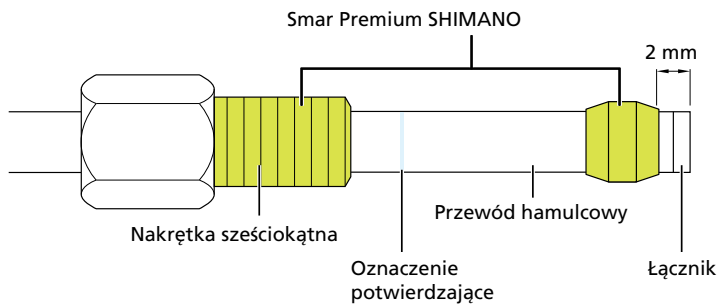 Smar Premium SHIMANO
2 mm
Nakrętka sześciokątna
Przewód hamulcowy
Oznaczenie
potwierdzające
Łącznik